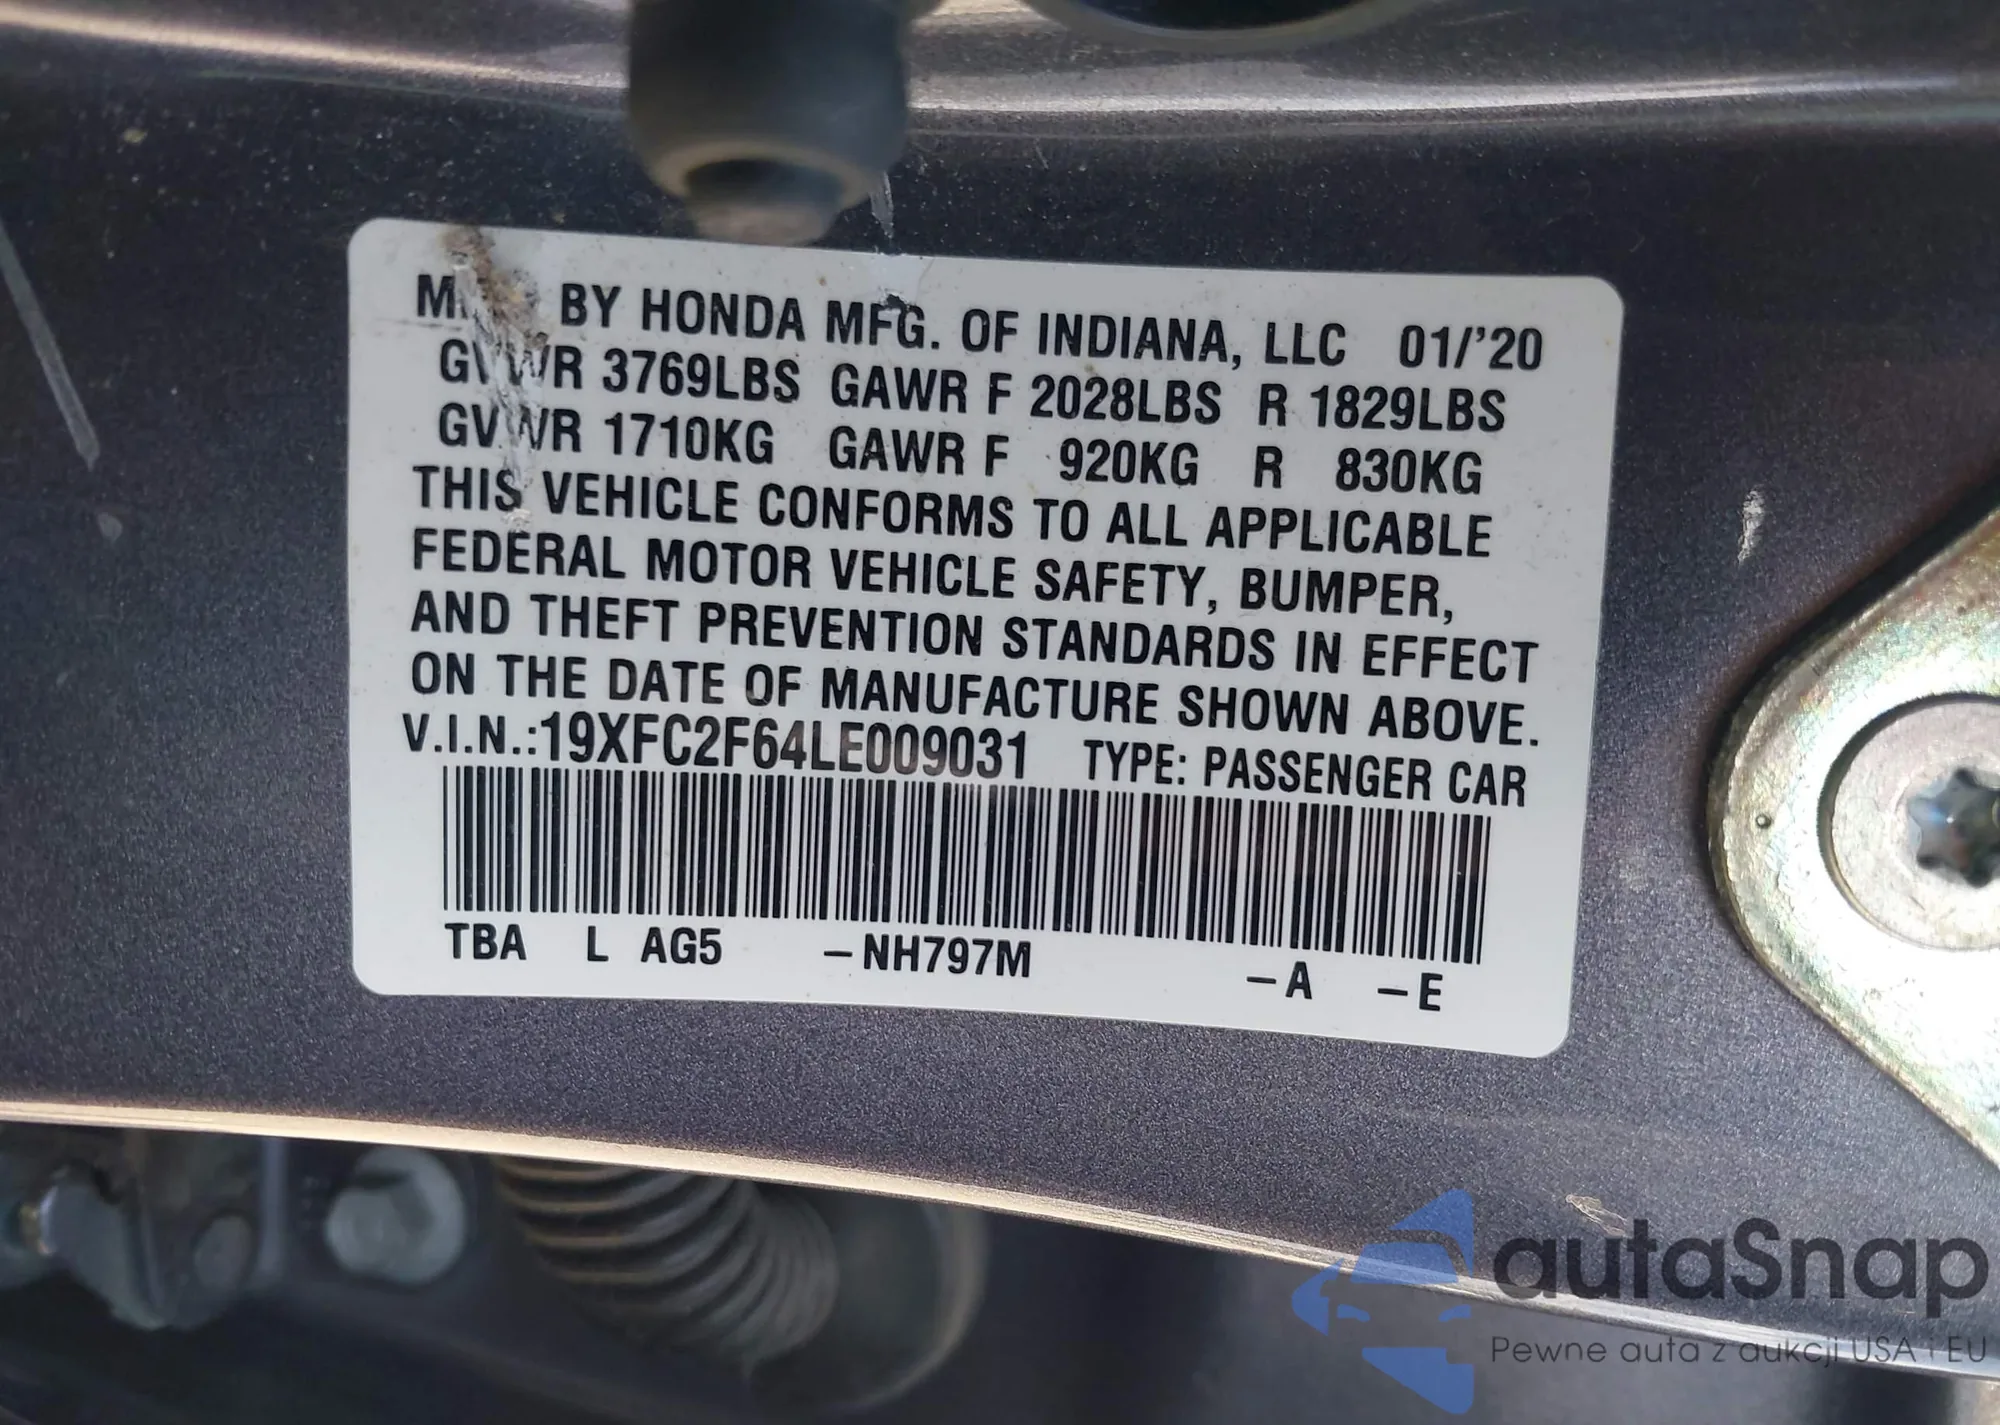 BY HONDA MFG. OF INDIANA, LLC 01/'20
GVWR 3769LBS GAWR F 2028LBS R 1829LBS
GVWR 1710KG GAWR F 920KG R 830KG
THIS VEHICLE CONFORMS TO ALL APPLICABLE
FEDERAL MOTOR VEHICLE SAFETY, BUMPER,
AND THEFT PREVENTION STANDARDS IN EFFECT
ON THE DATE OF MANUFACTURE SHOWN ABOVE.
V.I.N.:19XFC2F64LE009031 TYPE: PASSENGER CAR
TBA L AG5 –NH797M –A –E
autaSnap
Pewne auta z aukcji USA i EU